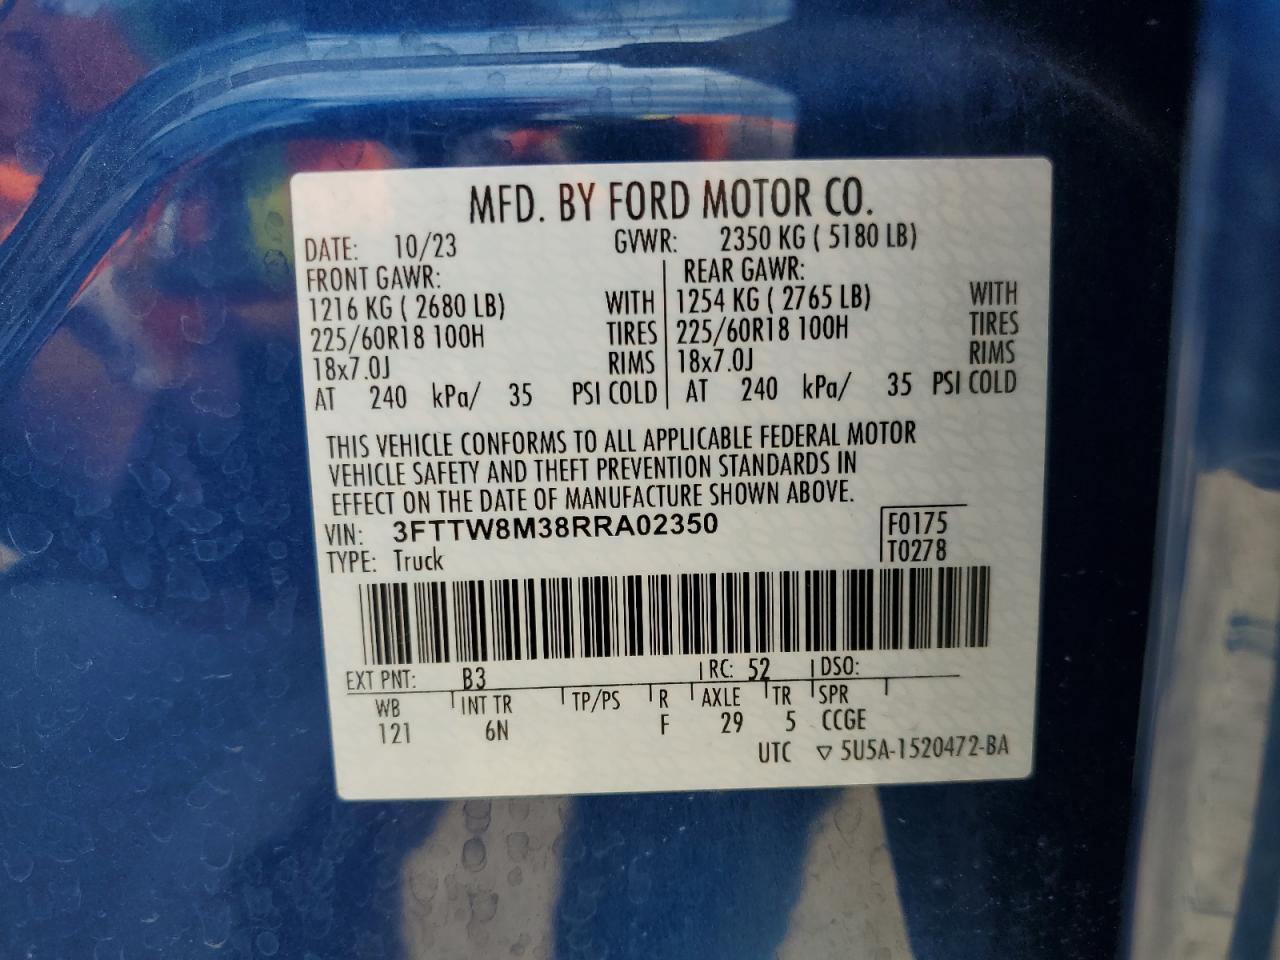 MFD. BY FORD MOTOR CO.
DATE: 10/23 GVWR: 2350 KG ( 5180 LB)
FRONT GAWR: REAR GAWR:
1216 KG ( 2680 LB) WITH 1254 KG ( 2765 LB) WITH
225/60R18 100H TIRES 225/60R18 100H TIRES
18x7.0J RIMS 18x7.0J RIMS
AT 240 kPa/ 35 PSI COLD AT 240 kPa/ 35 PSI COLD
THIS VEHICLE CONFORMS TO ALL APPLICABLE FEDERAL MOTOR
VEHICLE SAFETY AND THEFT PREVENTION STANDARDS IN
EFFECT ON THE DATE OF MANUFACTURE SHOWN ABOVE.
VIN: 3FTTW8M38RRA02350 F0175
TYPE: Truck T0278
EXT PNT: B3 RC: 52 DSO:
WB INT TR TP/PS R AXLE TR SPR
121 6N F 29 5 CCGE
UTC ▽ 5U5A-1520472-BA